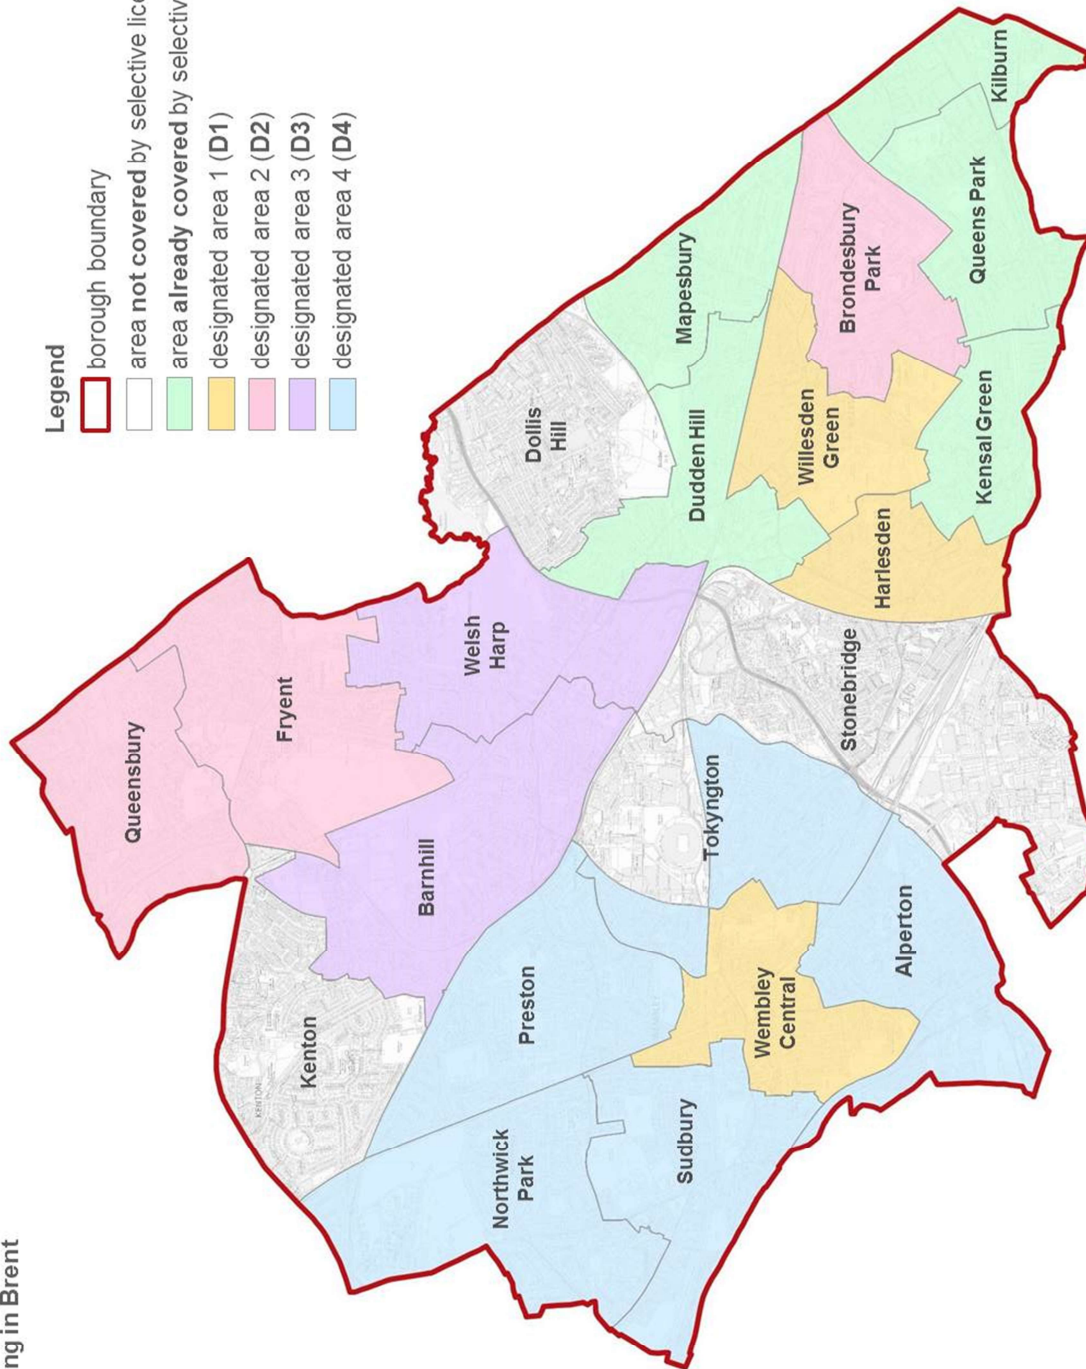 ng in Brent
Legend
borough boundary
area not covered by selective lice
area already covered by selectiv
designated area 1 (D1)
designated area 2 (D2)
designated area 3 (D3)
designated area 4 (D4)
Queensbury
Fryent
Kenton
KENTON
Barnhill
Welsh
Harp
Dollis
Hill
Northwick
Park
Preston
Sudbury
Wembley
Central
Tokyngton
Alperton
Stonebridge
Dudden Hill
Mapesbury
Willesden
Green
Harlesden
Brondesbury
Park
Kensal Green
Queens Park
Kilburn